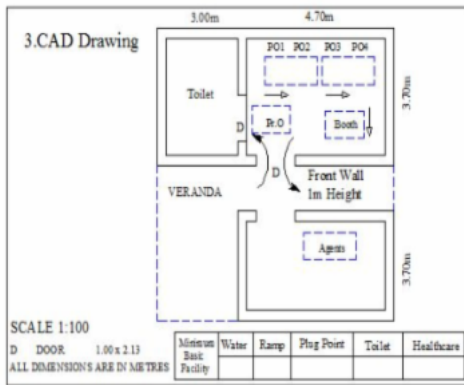 3.00m 4.70m
3.CAD Drawing
PO1 PO2 PO3 PO4
Toilet
3.70m
Pr.O
Booth
D
D
Front Wall
1m Height
VERANDA
Agents
3.70m
SCALE 1:100
D DOOR 1.00 x 2.13
ALL DIMENSIONS ARE IN METRES
Minimum
Basic
Facility
Water
Ramp
Plug Point
Toilet
Healthcare